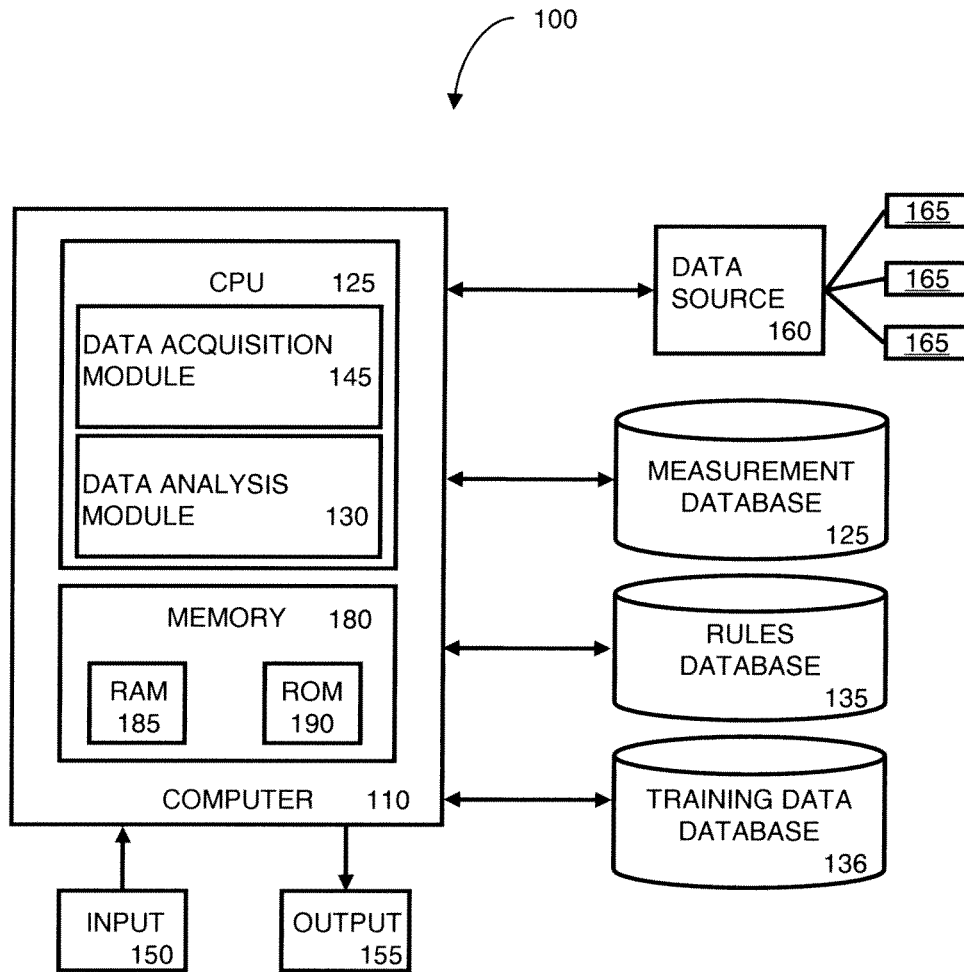 100
CPU 125
DATA ACQUISITION
MODULE 145
DATA ANALYSIS
MODULE 130
MEMORY 180
RAM
185
ROM
190
COMPUTER 110
INPUT
150
OUTPUT
155
DATA
SOURCE
160
165
165
165
MEASUREMENT
DATABASE
125
RULES
DATABASE
135
TRAINING DATA
DATABASE
136